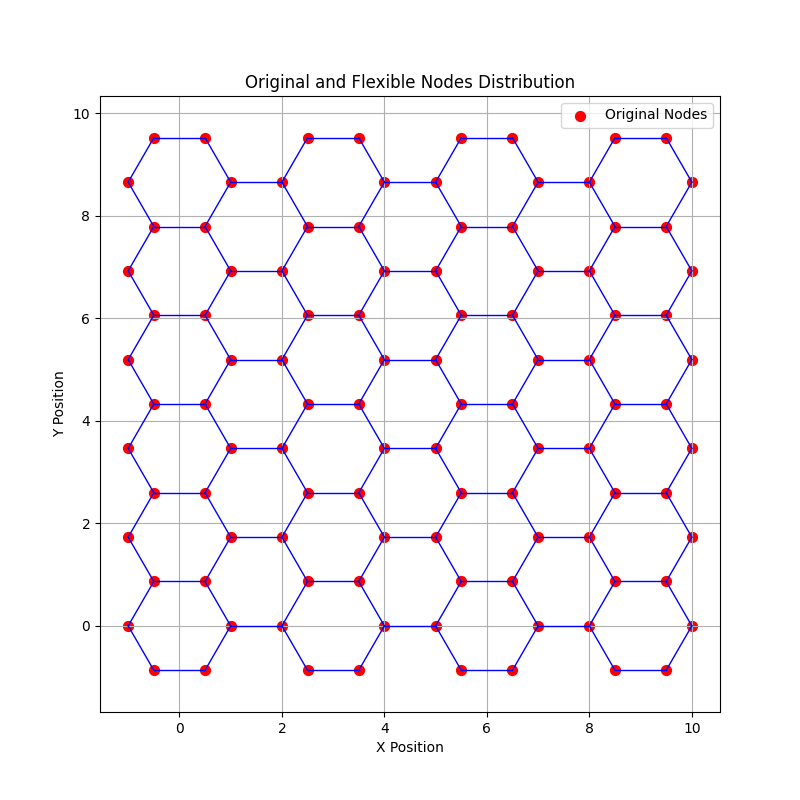 Original and Flexible Nodes Distribution
Original Nodes
Y Position
10
8
6
4
2
0
0 2 4 6 8 10
X Position